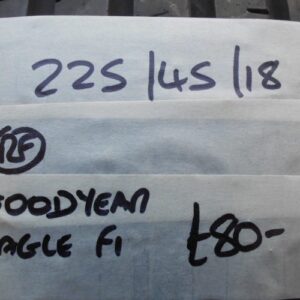 225/45/18
RF
GOODYEAR
EAGLE F1 £80-